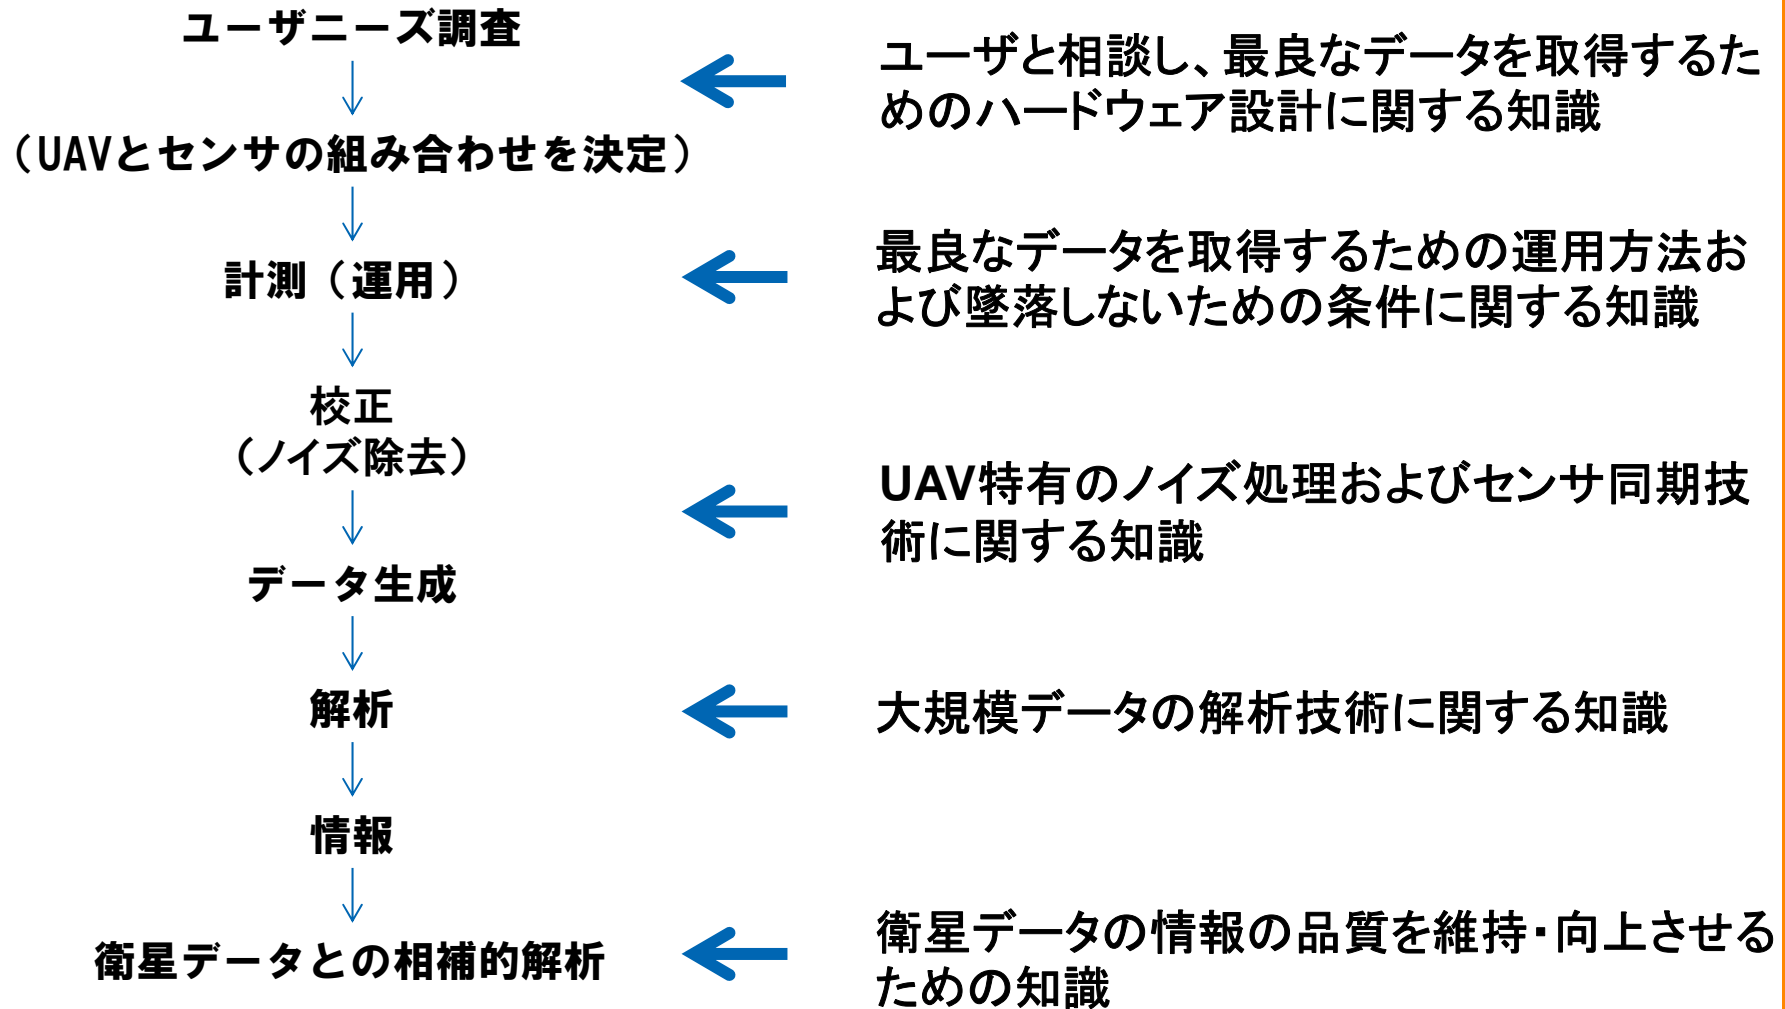 ユーザニーズ調査
ユーザと相談し、最良なデータを取得するた
めのハードウェア設計に関する知識
（UAVとセンサの組み合わせを決定）
計測（運用）
最良なデータを取得するための運用方法お
よび墜落しないための条件に関する知識
校正
（ノイズ除去）
UAV特有のノイズ処理およびセンサ同期技
術に関する知識
データ生成
解析
大規模データの解析技術に関する知識
情報
衛星データとの相補的解析
衛星データの情報の品質を維持・向上させる
ための知識